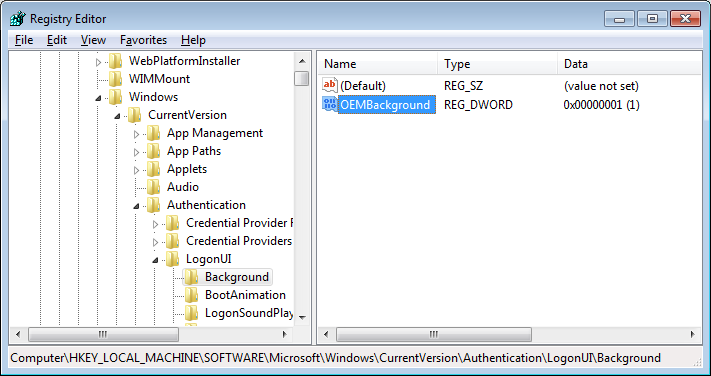 Registry Editor
File Edit View Favorites Help
WebPlatformInstaller
WIMMount
Windows
CurrentVersion
App Management
App Paths
Applets
Audio
Authentication
Credential Provider F
Credential Providers
LogonUI
Background
BootAnimation
LogonSoundPlay
Name Type Data
ab (Default) REG_SZ (value not set)
OEMBackground REG_DWORD 0x00000001 (1)
Computer\HKEY_LOCAL_MACHINE\SOFTWARE\Microsoft\Windows\CurrentVersion\Authentication\LogonUI\Background